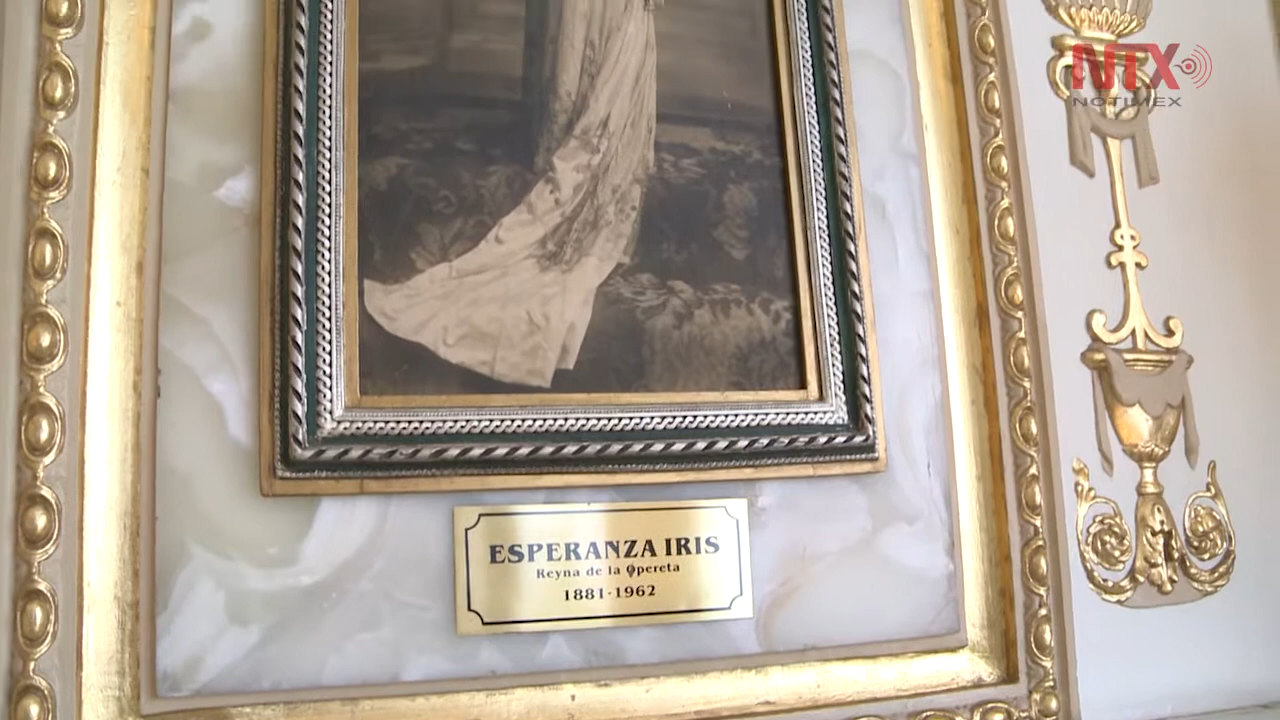 NTX
NOTIMEX
ESPERANZA IRIS
Reyna de la Opereta
1881-1962